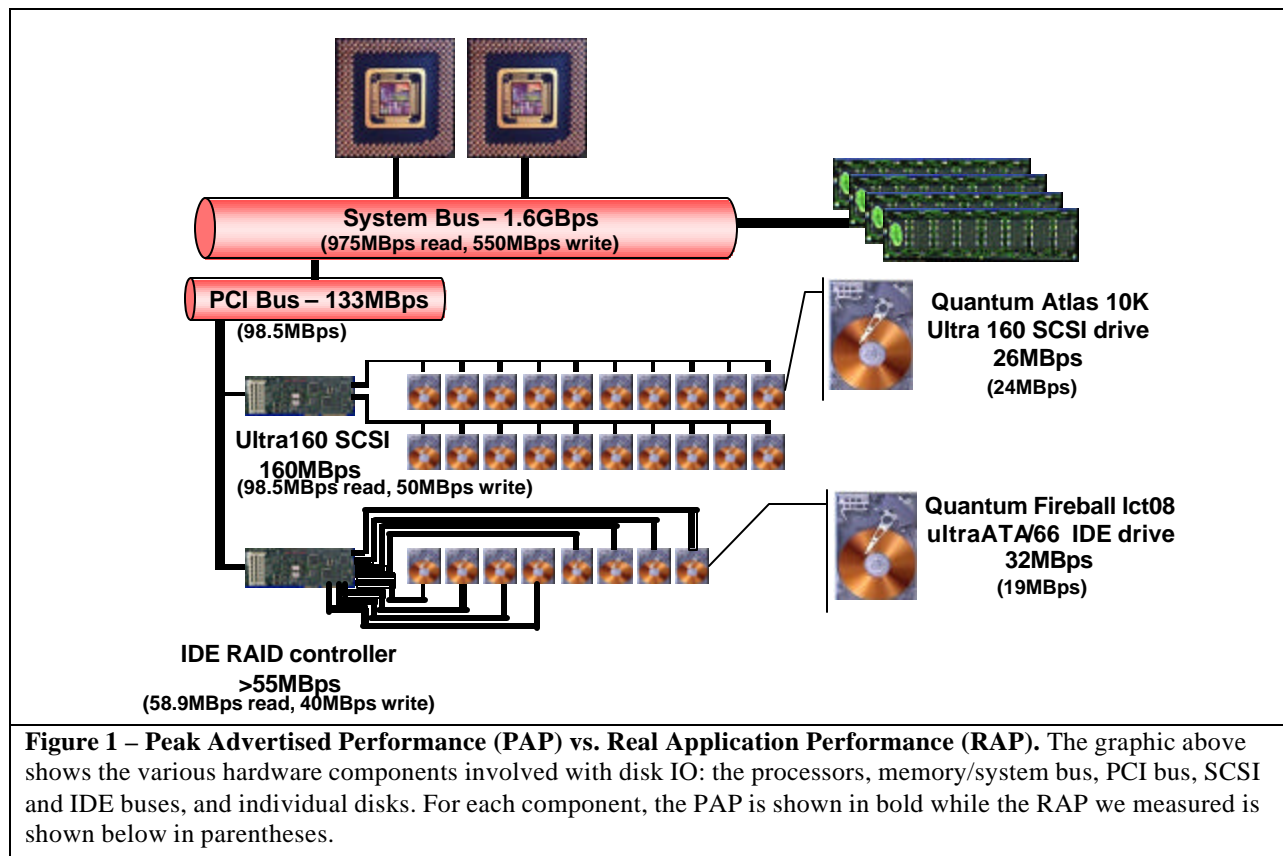 System Bus – 1.6GBps
(975MBps read, 550MBps write)
PCI Bus – 133MBps
(98.5MBps)
Quantum Atlas 10K
Ultra 160 SCSI drive
26MBps
(24MBps)
Ultra160 SCSI
160MBps
(98.5MBps read, 50MBps write)
Quantum Fireball lct08
ultraATA/66 IDE drive
32MBps
(19MBps)
IDE RAID controller
>55MBps
(58.9MBps read, 40MBps write)
Figure 1 – Peak Advertised Performance (PAP) vs. Real Application Performance (RAP). The graphic above
shows the various hardware components involved with disk IO: the processors, memory/system bus, PCI bus, SCSI
and IDE buses, and individual disks. For each component, the PAP is shown in bold while the RAP we measured is
shown below in parentheses.